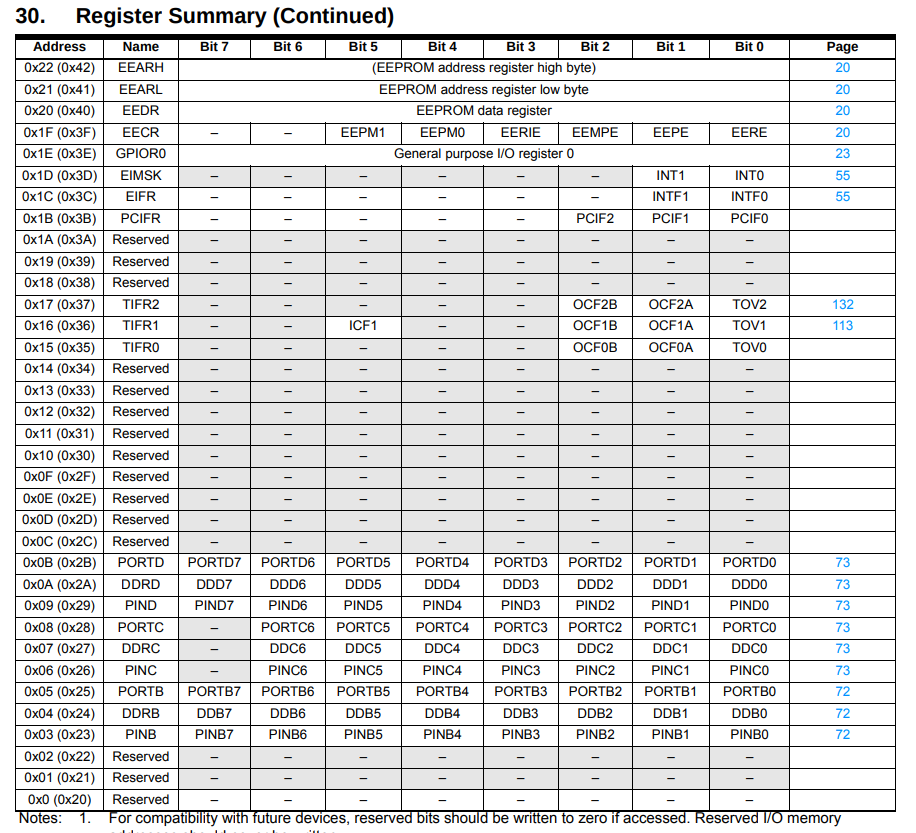 30. Register Summary (Continued)
Address Name Bit 7 Bit 6 Bit 5 Bit 4 Bit 3 Bit 2 Bit 1 Bit 0 Page
0x22 (0x42) EEARH (EEPROM address register high byte) 20
0x21 (0x41) EEARL EEPROM address register low byte 20
0x20 (0x40) EEDR EEPROM data register 20
0x1F (0x3F) EECR – – EEPM1 EEPM0 EERIE EEMPE EEPE EERE 20
0x1E (0x3E) GPIOR0 General purpose I/O register 0 23
0x1D (0x3D) EIMSK – – – – – – INT1 INT0 55
0x1C (0x3C) EIFR – – – – – – INTF1 INTF0 55
0x1B (0x3B) PCIFR – – – – – PCIF2 PCIF1 PCIF0
0x1A (0x3A) Reserved – – – – – – – –
0x19 (0x39) Reserved – – – – – – – –
0x18 (0x38) Reserved – – – – – – – –
0x17 (0x37) TIFR2 – – – – – OCF2B OCF2A TOV2 132
0x16 (0x36) TIFR1 – – ICF1 – – OCF1B OCF1A TOV1 113
0x15 (0x35) TIFR0 – – – – – OCF0B OCF0A TOV0
0x14 (0x34) Reserved – – – – – – – –
0x13 (0x33) Reserved – – – – – – – –
0x12 (0x32) Reserved – – – – – – – –
0x11 (0x31) Reserved – – – – – – – –
0x10 (0x30) Reserved – – – – – – – –
0x0F (0x2F) Reserved – – – – – – – –
0x0E (0x2E) Reserved – – – – – – – –
0x0D (0x2D) Reserved – – – – – – – –
0x0C (0x2C) Reserved – – – – – – – –
0x0B (0x2B) PORTD PORTD7 PORTD6 PORTD5 PORTD4 PORTD3 PORTD2 PORTD1 PORTD0 73
0x0A (0x2A) DDRD DDD7 DDD6 DDD5 DDD4 DDD3 DDD2 DDD1 DDD0 73
0x09 (0x29) PIND PIND7 PIND6 PIND5 PIND4 PIND3 PIND2 PIND1 PIND0 73
0x08 (0x28) PORTC – PORTC6 PORTC5 PORTC4 PORTC3 PORTC2 PORTC1 PORTC0 73
0x07 (0x27) DDRC – DDC6 DDC5 DDC4 DDC3 DDC2 DDC1 DDC0 73
0x06 (0x26) PINC – PINC6 PINC5 PINC4 PINC3 PINC2 PINC1 PINC0 73
0x05 (0x25) PORTB PORTB7 PORTB6 PORTB5 PORTB4 PORTB3 PORTB2 PORTB1 PORTB0 72
0x04 (0x24) DDRB DDB7 DDB6 DDB5 DDB4 DDB3 DDB2 DDB1 DDB0 72
0x03 (0x23) PINB PINB7 PINB6 PINB5 PINB4 PINB3 PINB2 PINB1 PINB0 72
0x02 (0x22) Reserved – – – – – – – –
0x01 (0x21) Reserved – – – – – – – –
0x0 (0x20) Reserved – – – – – – – –
Notes: 1. For compatibility with future devices, reserved bits should be written to zero if accessed. Reserved I/O memory